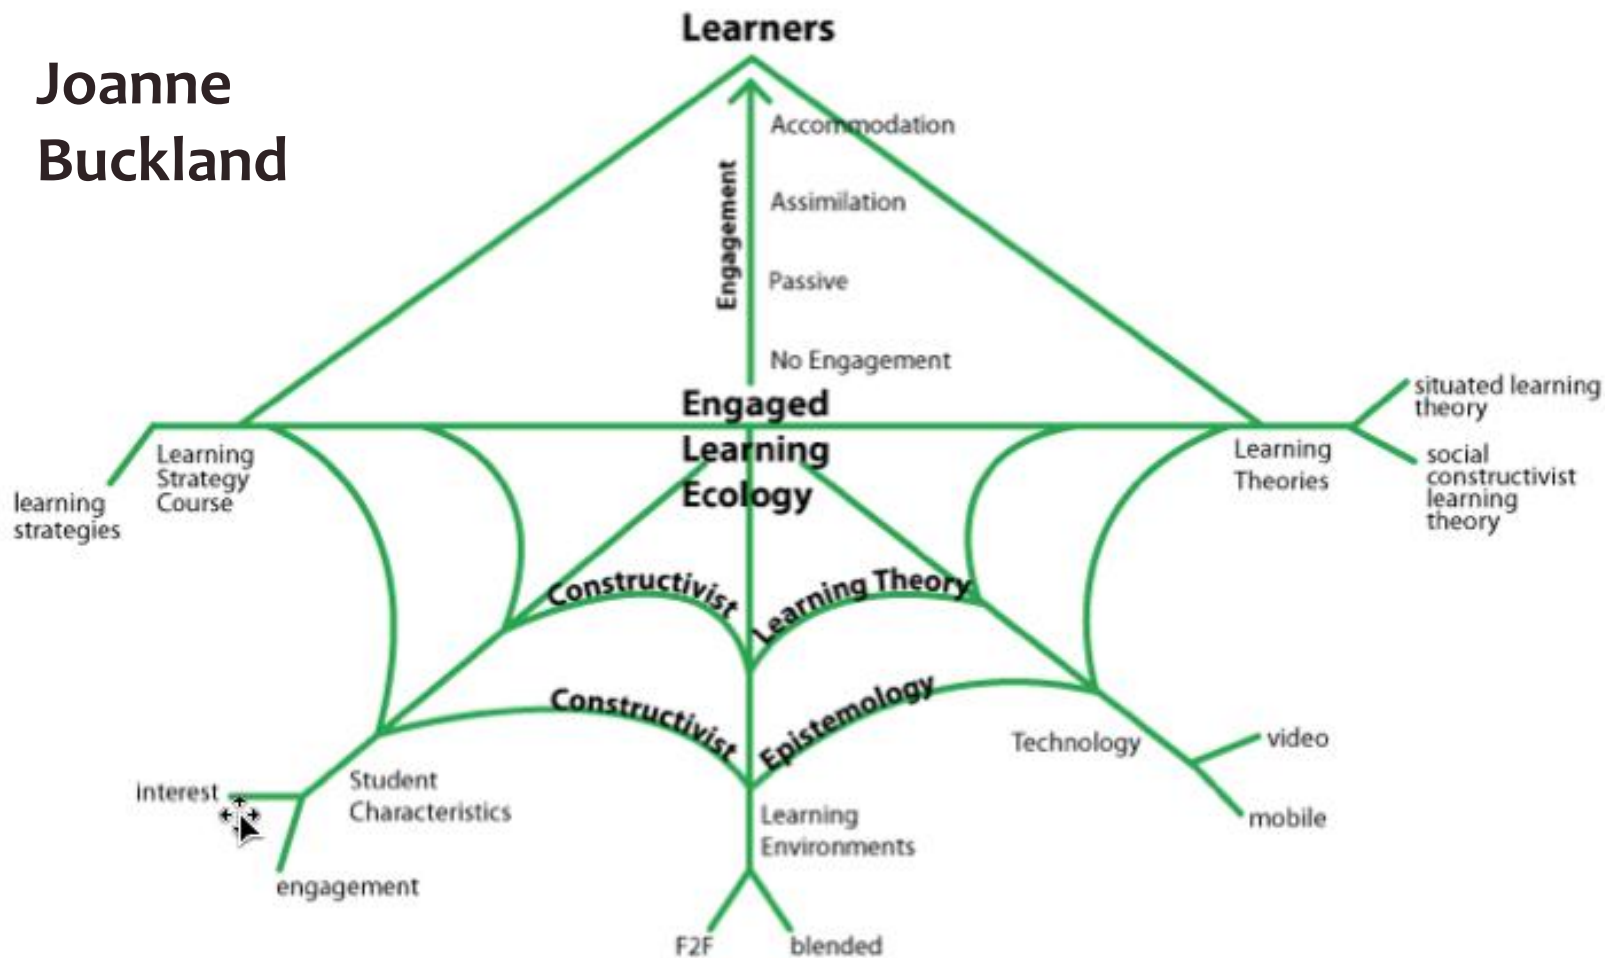 Learners
Joanne
Buckland
Accommodation
Engagement
Assimilation
Passive
No Engagement
Engaged
Learning
Ecology
situated learning
theory
social
constructivist
learning
theory
Learning
Theories
Learning
Strategy
Course
learning
strategies
Constructivist Learning Theory
Constructivist Epistemology
Technology
video
mobile
Student
Characteristics
interest
engagement
Learning
Environments
F2F
blended